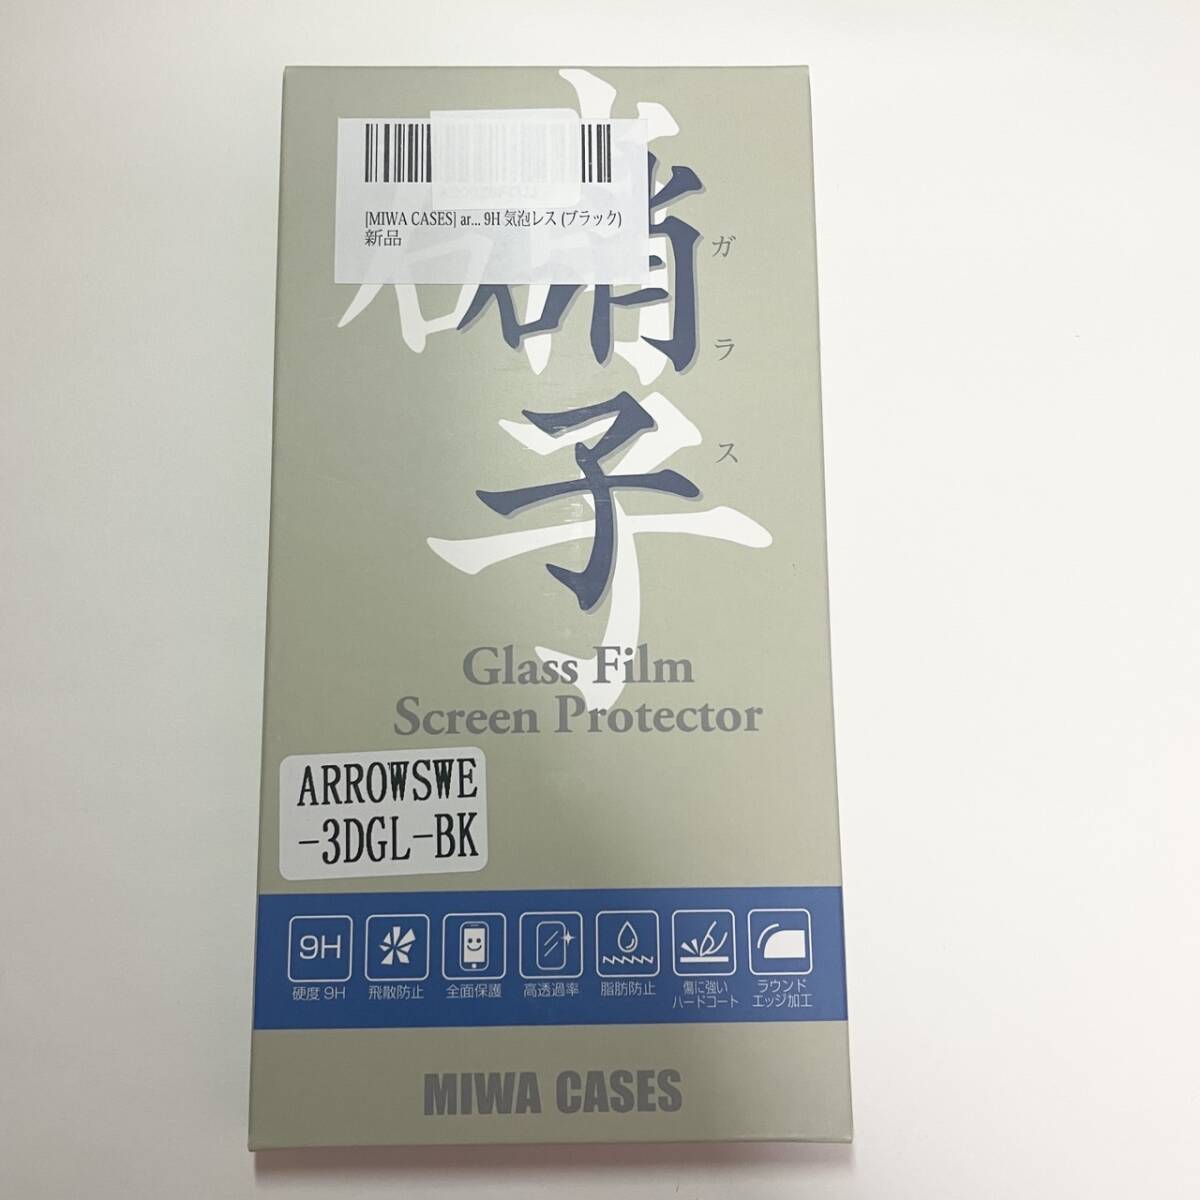 [MIWA CASES] ar... 9H 気泡レス (ブラック)
新品
硝子
ガラス
Glass Film
Screen Protector
ARROWSWE
-3DGL-BK
9H
硬度 9H
飛散防止
全面保護
高透過率
脂肪防止
傷に強い
ハードコート
ラウンド
エッジ加工
MIWA CASES